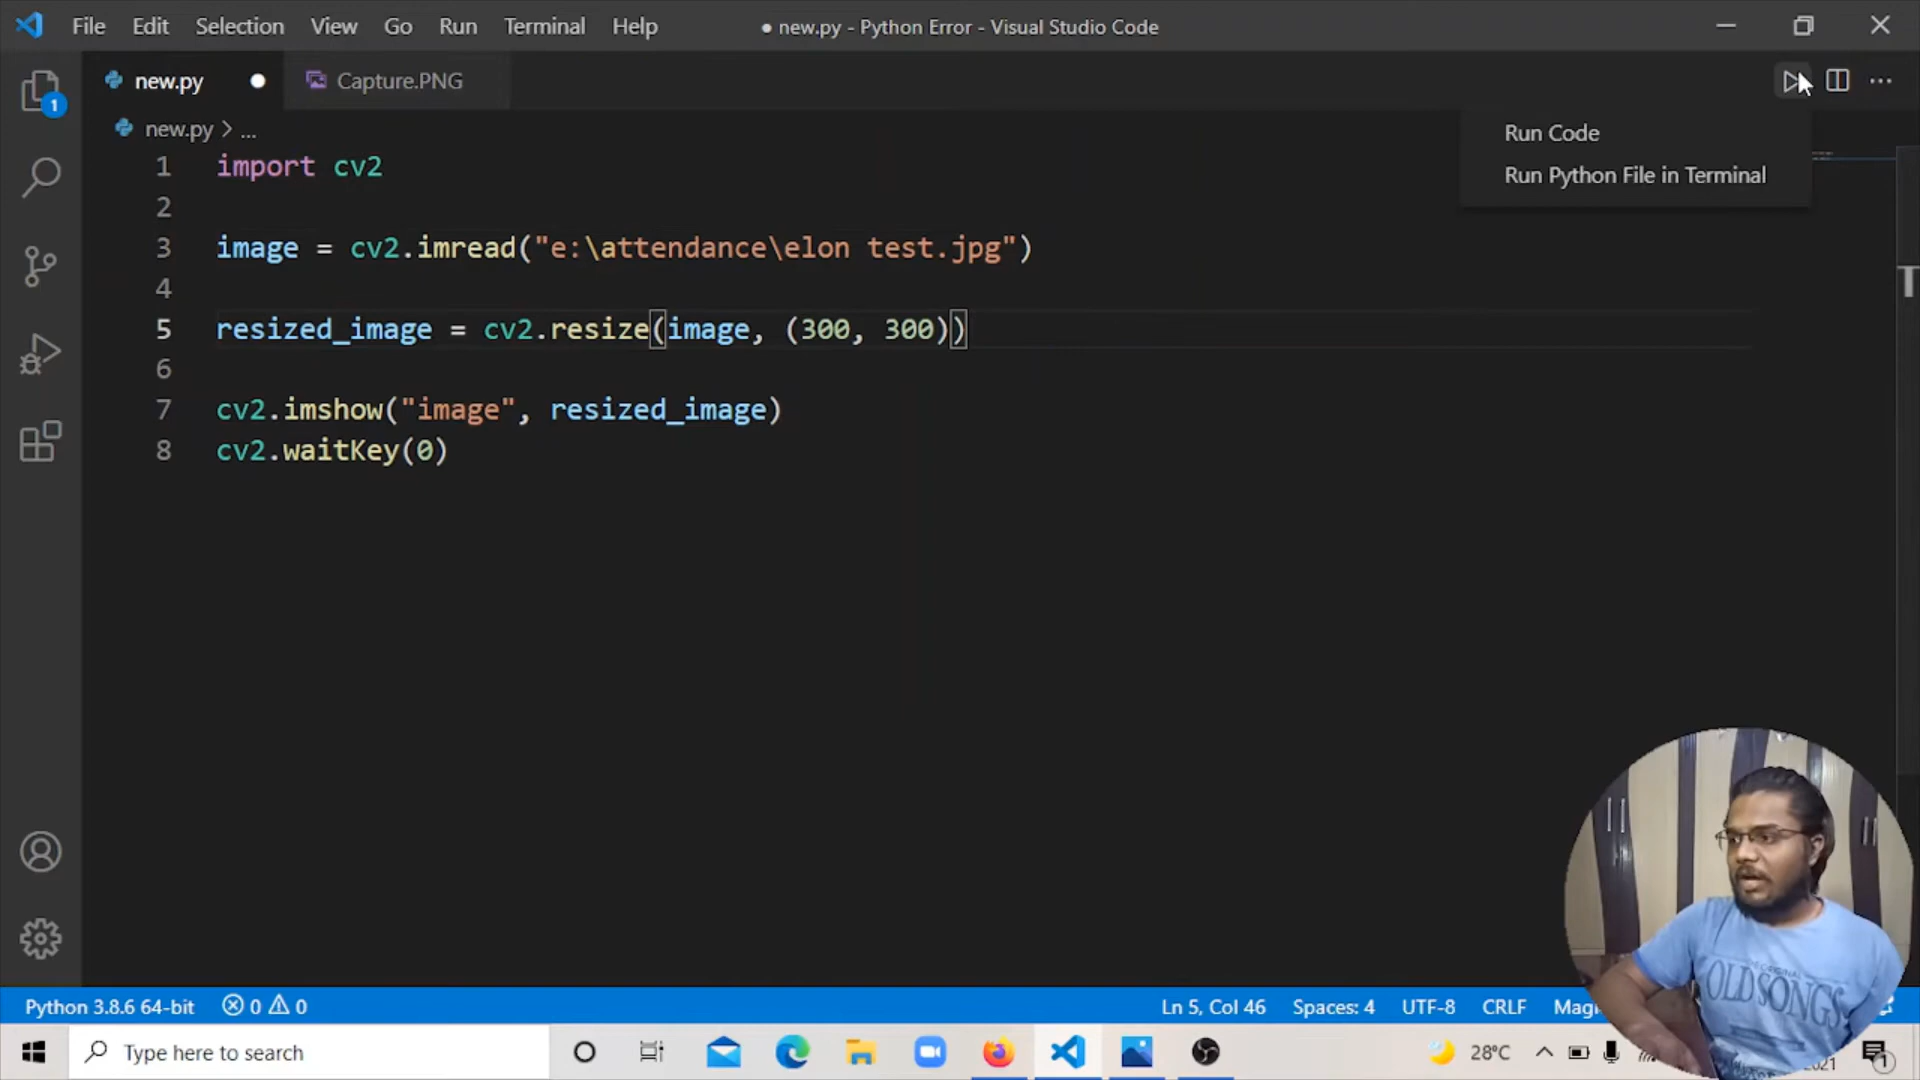 File Edit Selection View Go Run Terminal Help
● new.py - Python Error - Visual Studio Code
1
new.py ● Capture.PNG
new.py > ...
Run Code
Run Python File in Terminal
1 import cv2
2
3 image = cv2.imread("e:\attendance\elon test.jpg")
4
5 resized_image = cv2.resize(image, (300, 300))
6
7 cv2.imshow("image", resized_image)
8 cv2.waitKey(0)
OLD SONGS
Python 3.8.6 64-bit 0 0 Ln 5, Col 46 Spaces: 4 UTF-8 CRLF
Type here to search 28°C 1